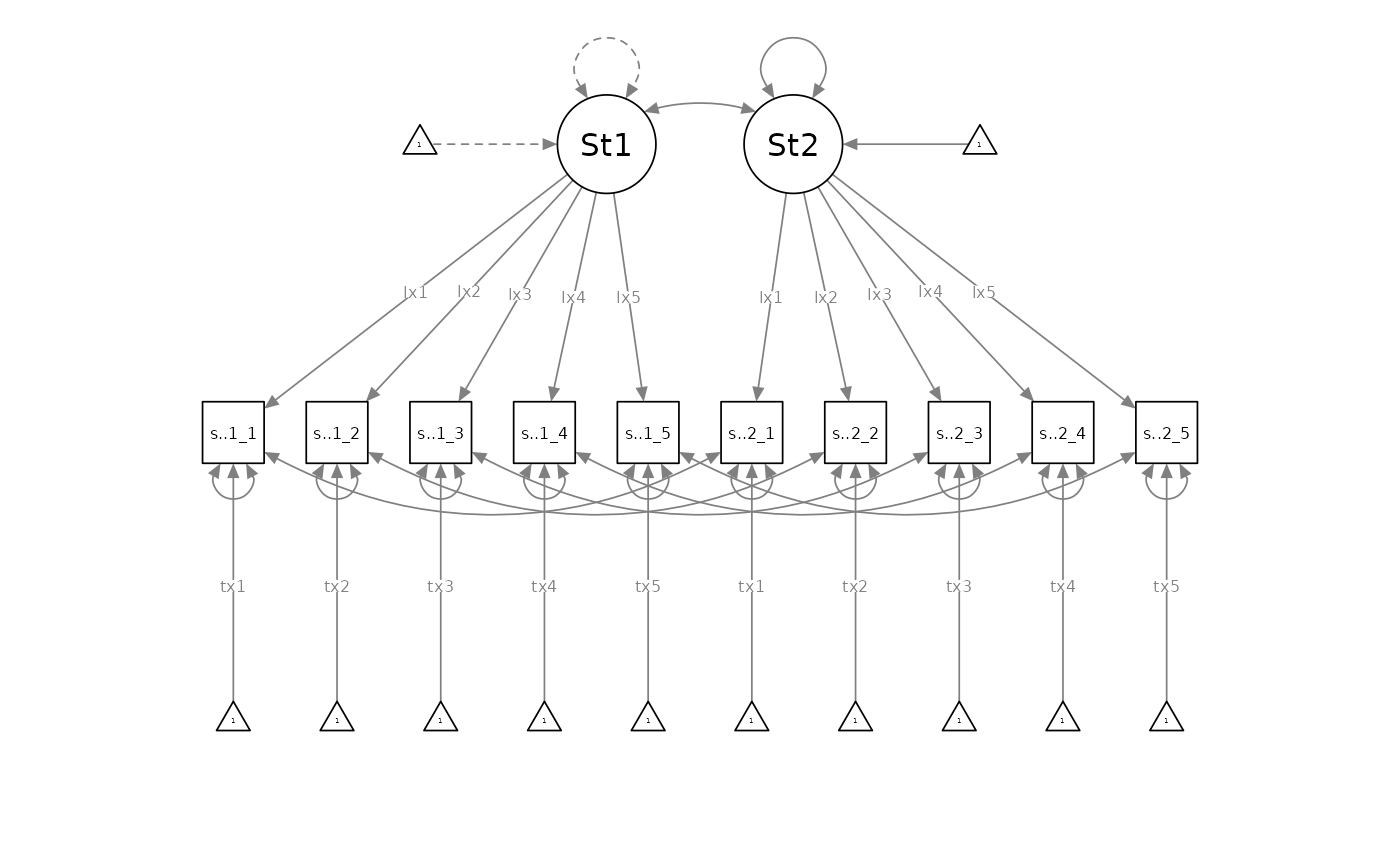 St1 St2
1 1
lx1 lx2 lx3 lx4 lx5 lx1 lx2 lx3 lx4 lx5
s..1_1 s..1_2 s..1_3 s..1_4 s..1_5 s..2_1 s..2_2 s..2_3 s..2_4 s..2_5
tx1 tx2 tx3 tx4 tx5 tx1 tx2 tx3 tx4 tx5
1 1 1 1 1 1 1 1 1 1